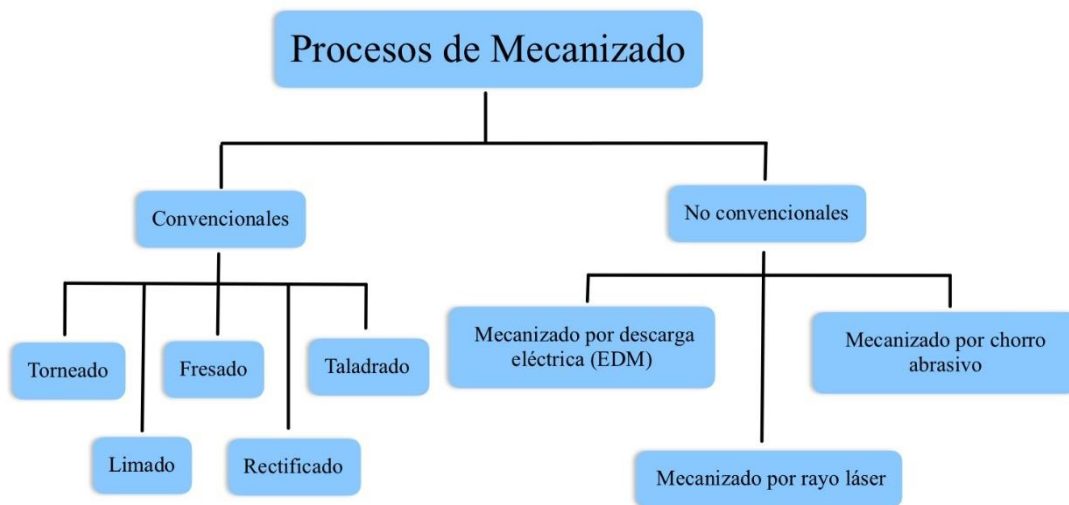 Procesos de Mecanizado
Convencionales
No convencionales
Torneado
Fresado
Taladrado
Limado
Rectificado
Mecanizado por descarga
eléctrica (EDM)
Mecanizado por chorro
abrasivo
Mecanizado por rayo láser